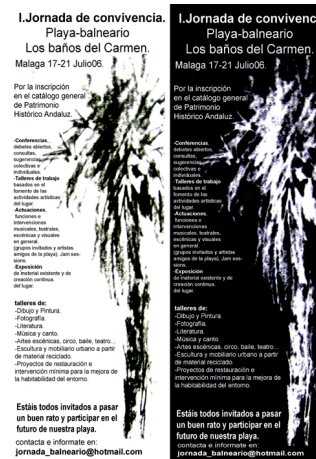 I.Jornada de convivencia.
Playa-balneario
Los baños del Carmen.
Malaga 17-21 Julio06.
Por la inscripción
en el catálogo general
de Patrimonio
Histórico Andaluz.
-Conferencias,
debates abiertos,
consultas,
sugerencias
colectivas e
individuales.
-Talleres de trabajo
basados en el
fomento de las
actividades artísticas
del lugar.
-Actuaciones,
funciones e
intervenciones
musicales, teatrales,
escénicas y visuales
en general.
(grupos invitados y artistas
amigos de la playa). Jam ses-
sions.
-Exposición
de material existente y de
creación continua.
del lugar.
talleres de:
-Dibujo y Pintura.
-Fotografía.
-Literatura.
-Música y canto.
-Artes escénicas, circo, baile, teatro...
-Escultura y mobiliario urbano a partir
de material reciclado.
-Proyectos de restauración e
intervención mínima para la mejora de
la habitabilidad del entorno.
Estáis todos invitados a pasar
un buen rato y participar en el
futuro de nuestra playa.
contacta e informate en:
jornada_balneario@hotmail.com
I.Jornada de convivencia.
Playa-balneario
Los baños del Carmen.
Malaga 17-21 Julio06.
Por la inscripción
en el catálogo general
de Patrimonio
Histórico Andaluz.
-Conferencias,
debates abiertos,
consultas,
sugerencias
colectivas e
individuales.
-Talleres de trabajo
basados en el
fomento de las
actividades artísticas
del lugar.
-Actuaciones,
funciones e
intervenciones
musicales, teatrales,
escénicas y visuales
en general.
(grupos invitados y artistas
amigos de la playa). Jam ses-
sions.
-Exposición
de material existente y de
creación continua.
del lugar.
talleres de:
-Dibujo y Pintura.
-Fotografía.
-Literatura.
-Música y canto.
-Artes escénicas, circo, baile, teatro...
-Escultura y mobiliario urbano a partir
de material reciclado.
-Proyectos de restauración e
intervención mínima para la mejora de
la habitabilidad del entorno.
Estáis todos invitados a pasar
un buen rato y participar en el
futuro de nuestra playa.
contacta e informate en:
jornada_balneario@hotmail.com